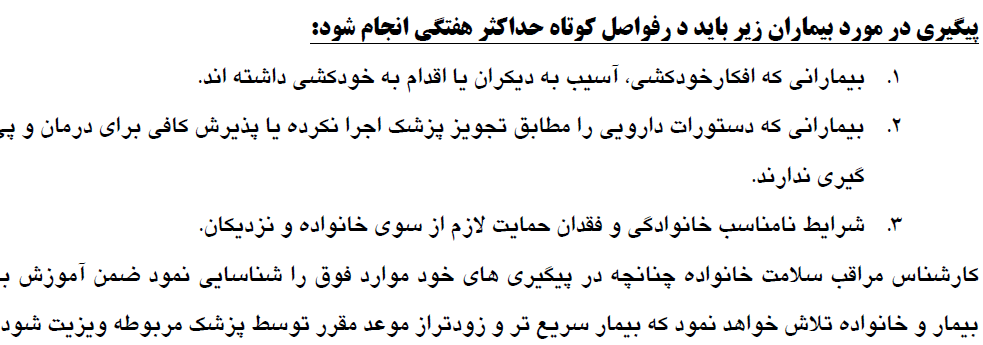 پیگیری در مورد بیماران زیر باید د رفواصل کوتاه حداکثر هفتگی انجام شود:
۱. بیمارانی که افکارخودکشی، آسیب به دیکران یا اقدام به خودکشی داشته اند.
۲. بیمارانی که دستورات دارویی را مطابق تجویز پزشک اجرا نکرده یا پذیرش کافی برای درمان و پی
گیری ندارند.
۳. شرایط نامناسب خانوادگی و فقدان حمایت لازم از سوی خانواده و نزدیکان.
کارشناس مراقب سلامت خانواده چنانچه در پیگیری های خود موارد فوق را شناسایی نمود ضمن آموزش ب
بیمار و خانواده تلاش خواهد نمود که بیمار سریع تر و زودتراز موعد مقرر توسط پزشک مربوطه ویزیت شود